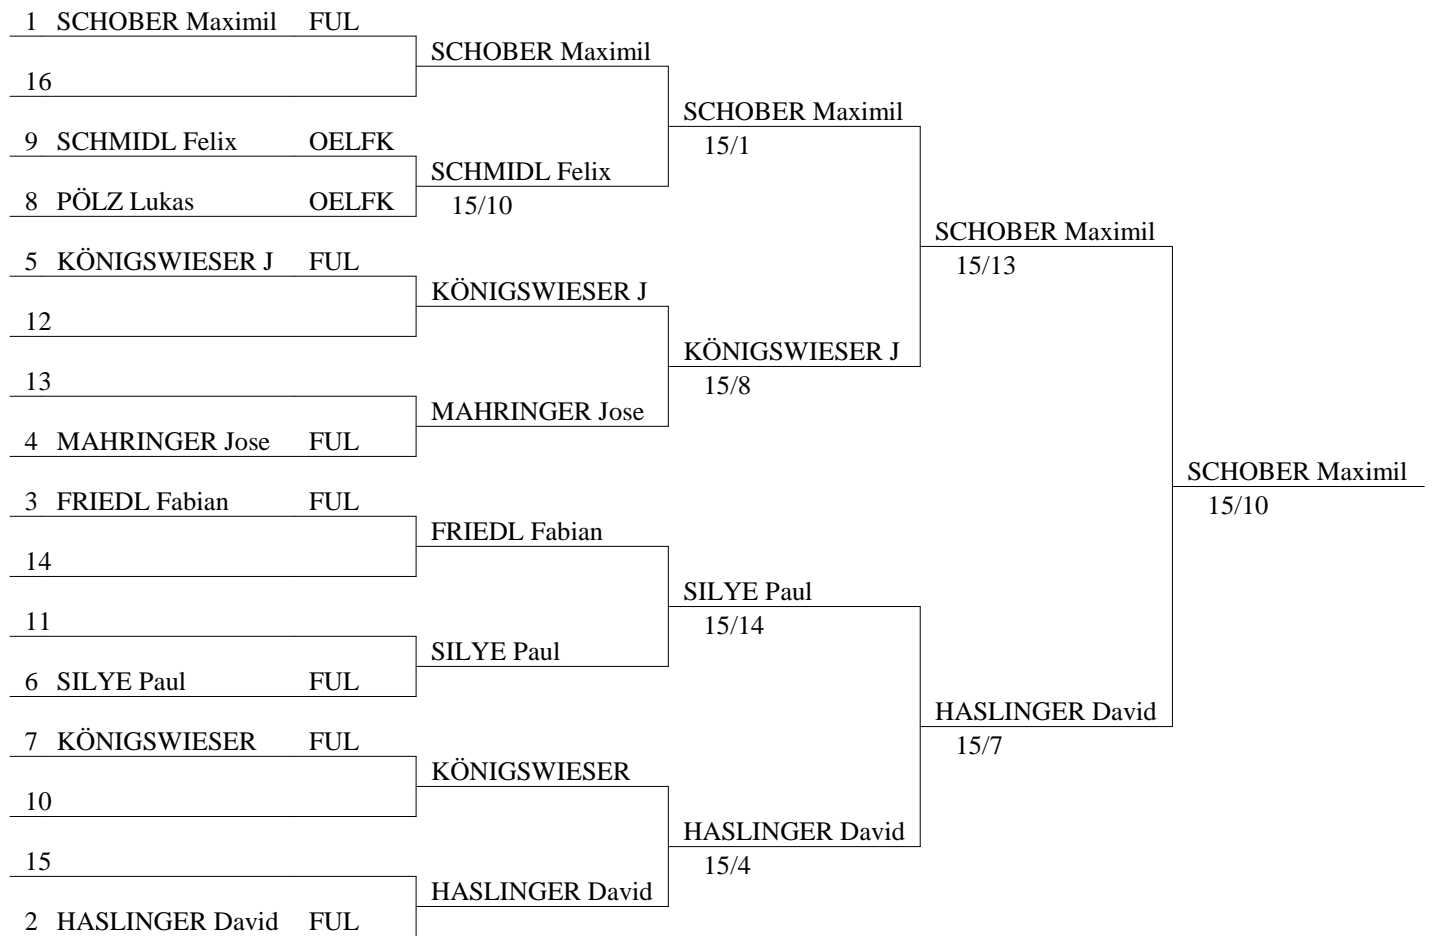 1 SCHOBER Maximil FUL
SCHOBER Maximil
16
SCHOBER Maximil
9 SCHMIDL Felix OELFK
15/1
SCHMIDL Felix
8 PÖLZ Lukas OELFK
15/10
SCHOBER Maximil
5 KÖNIGSWIESER J FUL
15/13
KÖNIGSWIESER J
12
KÖNIGSWIESER J
13
15/8
MAHRINGER Jose
4 MAHRINGER Jose FUL
SCHOBER Maximil
3 FRIEDL Fabian FUL
15/10
FRIEDL Fabian
14
SILYE Paul
11
15/14
SILYE Paul
6 SILYE Paul FUL
HASLINGER David
7 KÖNIGSWIESER FUL
15/7
KÖNIGSWIESER
10
HASLINGER David
15
15/4
HASLINGER David
2 HASLINGER David FUL